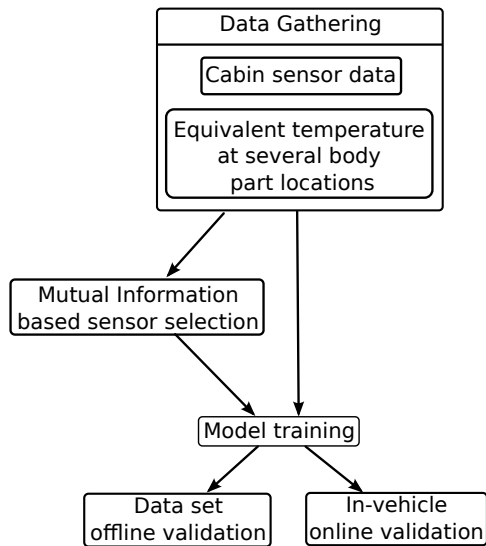 Data Gathering
Cabin sensor data
Equivalent temperature
at several body
part locations
Mutual Information
based sensor selection
Model training
Data set
offline validation
In-vehicle
online validation